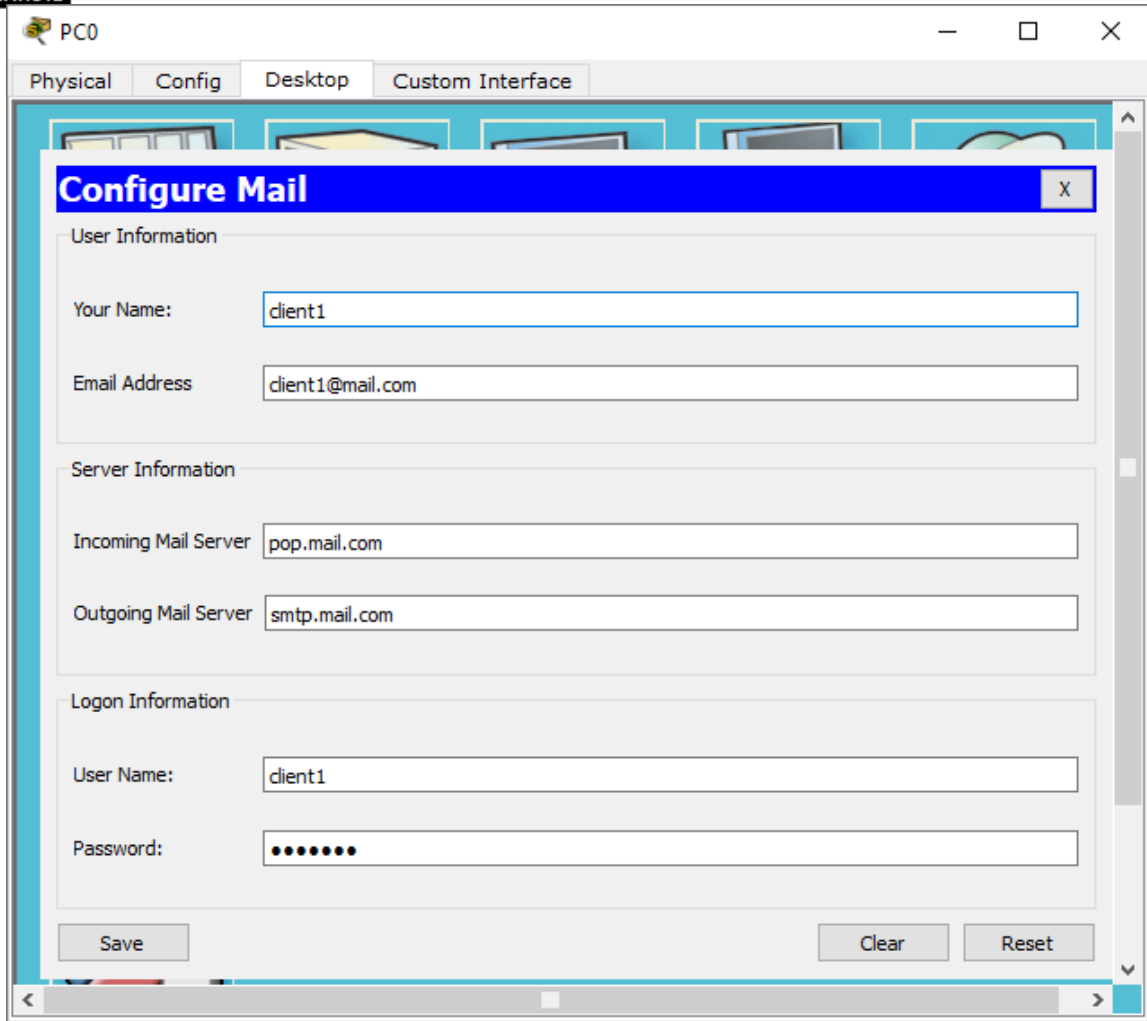 PC0
Physical Config Desktop Custom Interface
Configure Mail X
User Information
Your Name: client1
Email Address client1@mail.com
Server Information
Incoming Mail Server pop.mail.com
Outgoing Mail Server smtp.mail.com
Logon Information
User Name: client1
Password: •••••••
Save Clear Reset